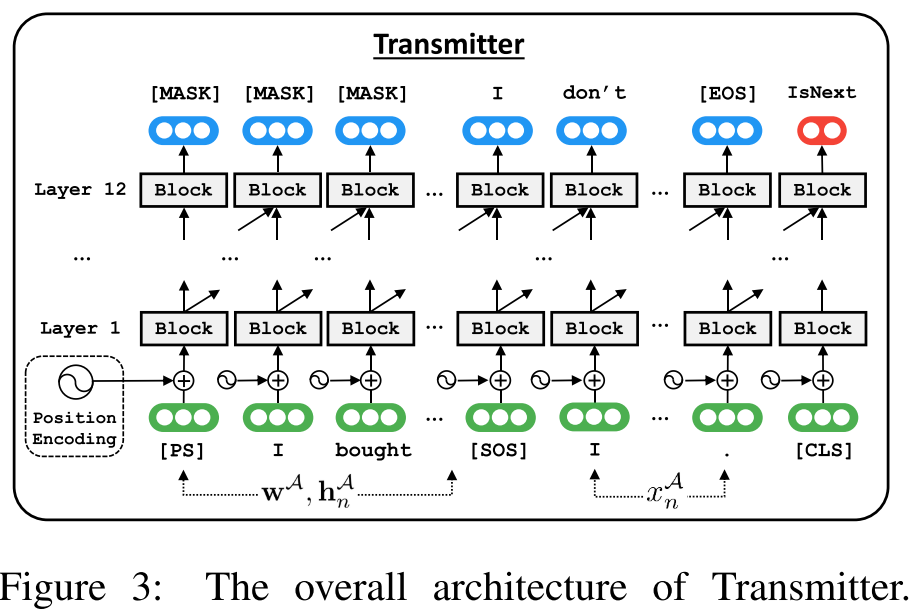 Transmitter
[MASK] [MASK] [MASK] I don't [EOS] IsNext
Layer 12 Block Block Block ... Block Block ... Block Block
... ... ... ... ...
Layer 1 Block Block Block ... Block Block ... Block Block
Position
Encoding
... ...
[PS] I bought [SOS] I . [CLS]
w^A, h_n^A x_n^A
Figure 3: The overall architecture of Transmitter.